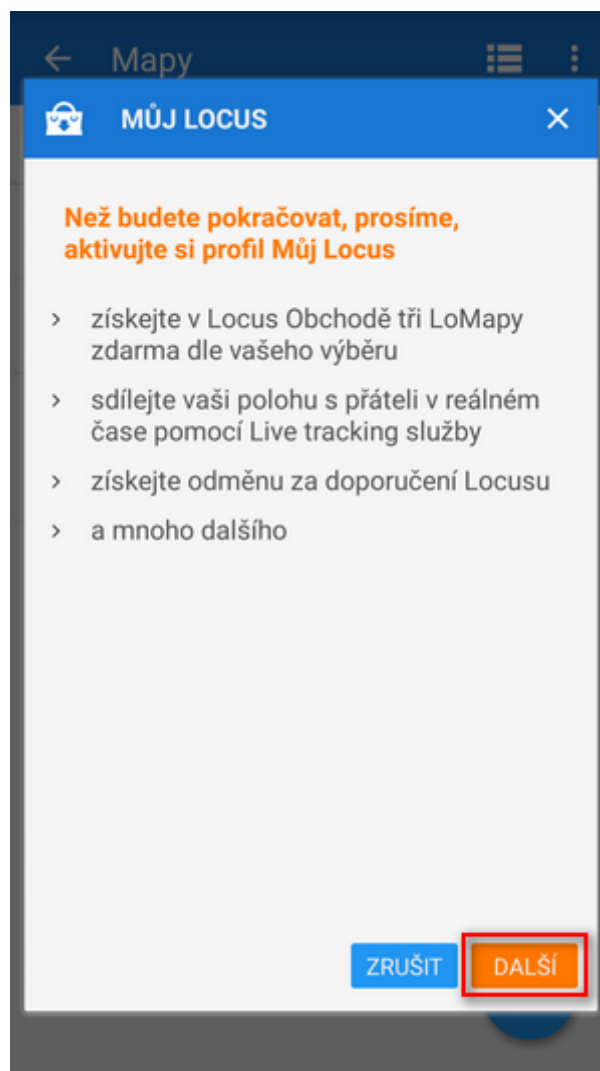 Mapy
MŮJ LOCUS
Než budete pokračovat, prosíme,
aktivujte si profil Můj Locus
získejte v Locus Obchodě tři LoMapy
zdarma dle vašeho výběru
sdílejte vaši polohu s přáteli v reálném
čase pomocí Live tracking služby
získejte odměnu za doporučení Locusu
a mnoho dalšího
ZRUŠIT DALŠÍ